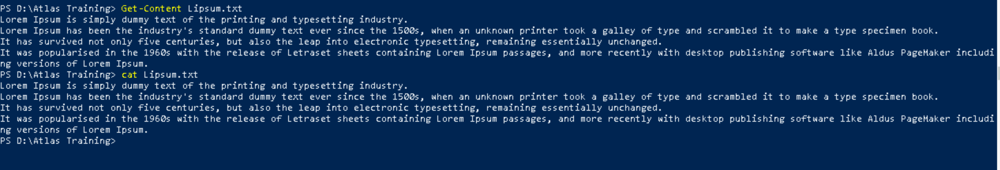 PS D:\Atlas Training> Get-Content Lipsum.txt
Lorem Ipsum is simply dummy text of the printing and typesetting industry.
Lorem Ipsum has been the industry's standard dummy text ever since the 1500s, when an unknown printer took a galley of type and scrambled it to make a type specimen book.
It has survived not only five centuries, but also the leap into electronic typesetting, remaining essentially unchanged.
It was popularised in the 1960s with the release of Letraset sheets containing Lorem Ipsum passages, and more recently with desktop publishing software like Aldus PageMaker includi
ng versions of Lorem Ipsum.
PS D:\Atlas Training> cat Lipsum.txt
Lorem Ipsum is simply dummy text of the printing and typesetting industry.
Lorem Ipsum has been the industry's standard dummy text ever since the 1500s, when an unknown printer took a galley of type and scrambled it to make a type specimen book.
It has survived not only five centuries, but also the leap into electronic typesetting, remaining essentially unchanged.
It was popularised in the 1960s with the release of Letraset sheets containing Lorem Ipsum passages, and more recently with desktop publishing software like Aldus PageMaker includi
ng versions of Lorem Ipsum.
PS D:\Atlas Training>